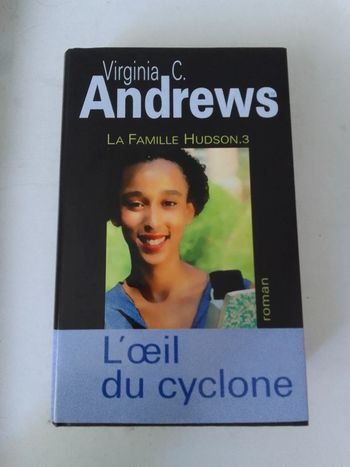 Virginia C.
Andrews
LA FAMILLE HUDSON.3
roman
L'œil
du cyclone